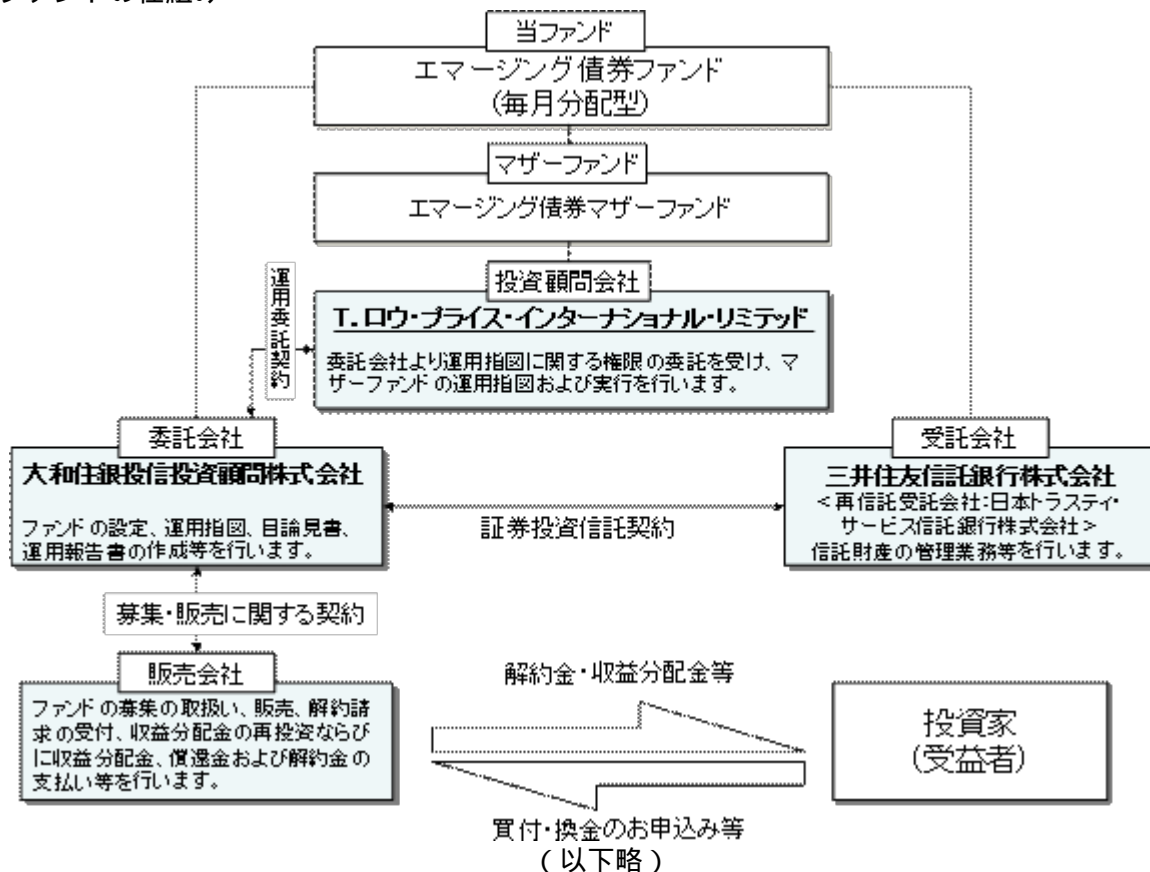 当ファンド
エマージング債券ファンド
(毎月分配型)
マザーファンド
エマージング債券マザーファンド
運用委託契約
投資顧問会社
T.ロウ・プライス・インターナショナル・リミテッド
委託会社より運用指図に関する権限の委託を受け、マ
ザーファンドの運用指図および実行を行います。
委託会社
大和住銀投信投資顧問株式会社
ファンドの設定、運用指図、目論見書、
運用報告書の作成等を行います。
証券投資信託契約
受託会社
三井住友信託銀行株式会社
<再信託受託会社:日本トラスティ・
サービス信託銀行株式会社>
信託財産の管理業務等を行います。
募集・販売に関する契約
販売会社
ファンドの募集の取扱い、販売、解約請
求の受付、収益分配金の再投資ならび
に収益分配金、償還金および解約金の
支払い等を行います。
解約金・収益分配金等
買付・換金のお申込み等
投資家
(受益者)
(以下略)